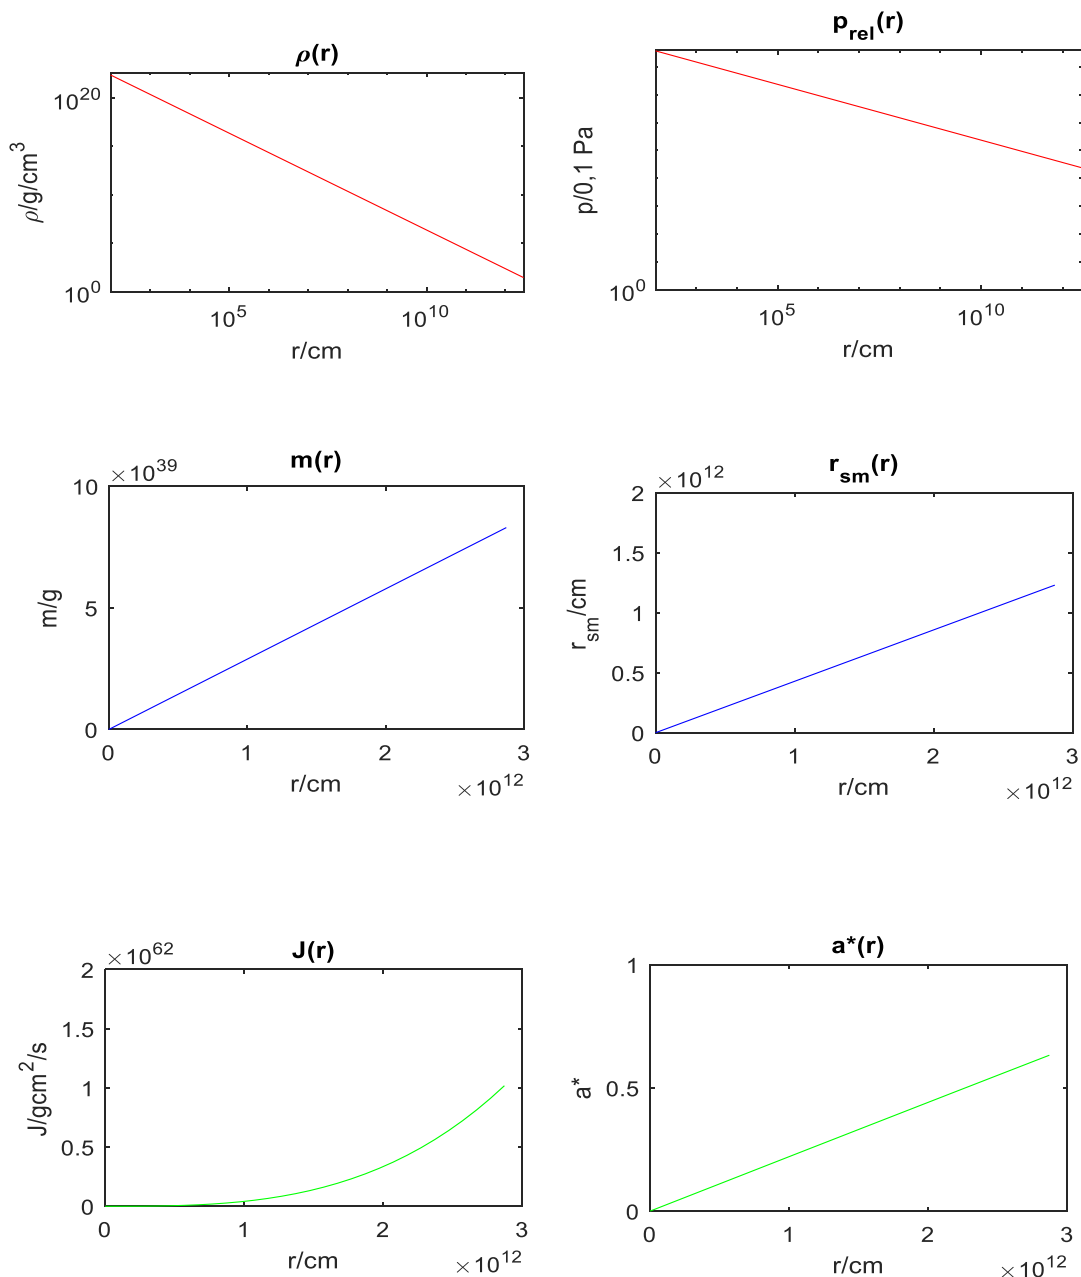 ρ(r)
10^20
10^0
ρ/g/cm^3
10^5 10^10
r/cm
p_rel(r)
p/0,1 Pa
10^0
10^5 10^10
r/cm
m(r)
×10^39
10
5
0
m/g
0 1 2 3
r/cm
×10^12
r_sm(r)
×10^12
2
1.5
1
0.5
0
r_sm/cm
0 1 2 3
r/cm
×10^12
J(r)
×10^62
2
1.5
1
0.5
0
J/gcm^2/s
0 1 2 3
r/cm
×10^12
a*(r)
1
0.5
0
a*
0 1 2 3
r/cm
×10^12